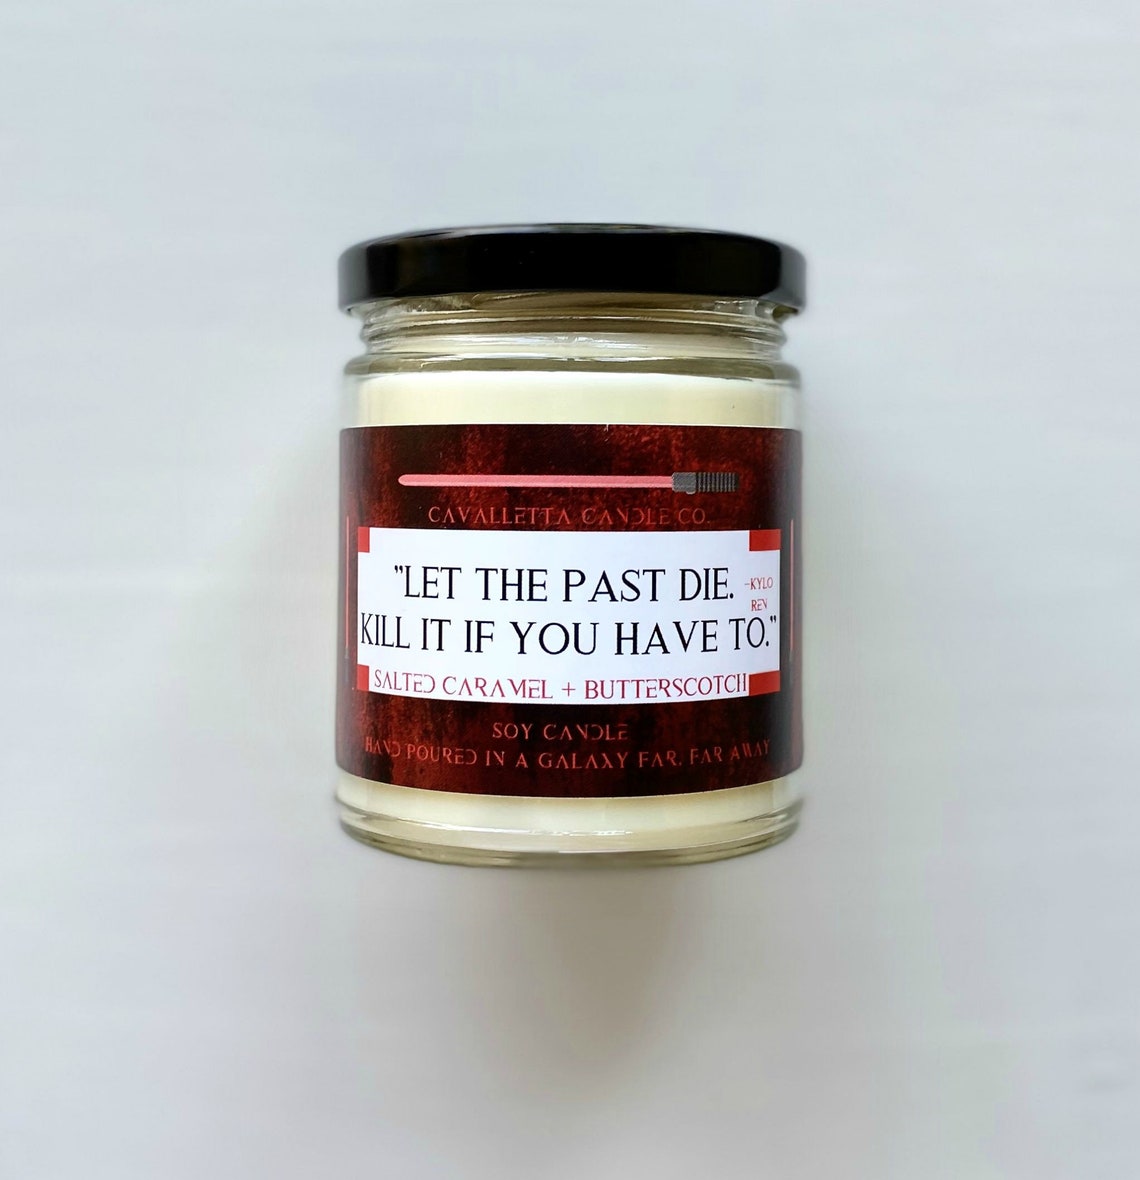 CAVALLETTA CANDLE CO.
"LET THE PAST DIE.
KILL IT IF YOU HAVE TO."
-KYLO
REN
SALTED CARAMEL + BUTTERSCOTCH
SOY CANDLE
HAND POURED IN A GALAXY FAR, FAR AWAY